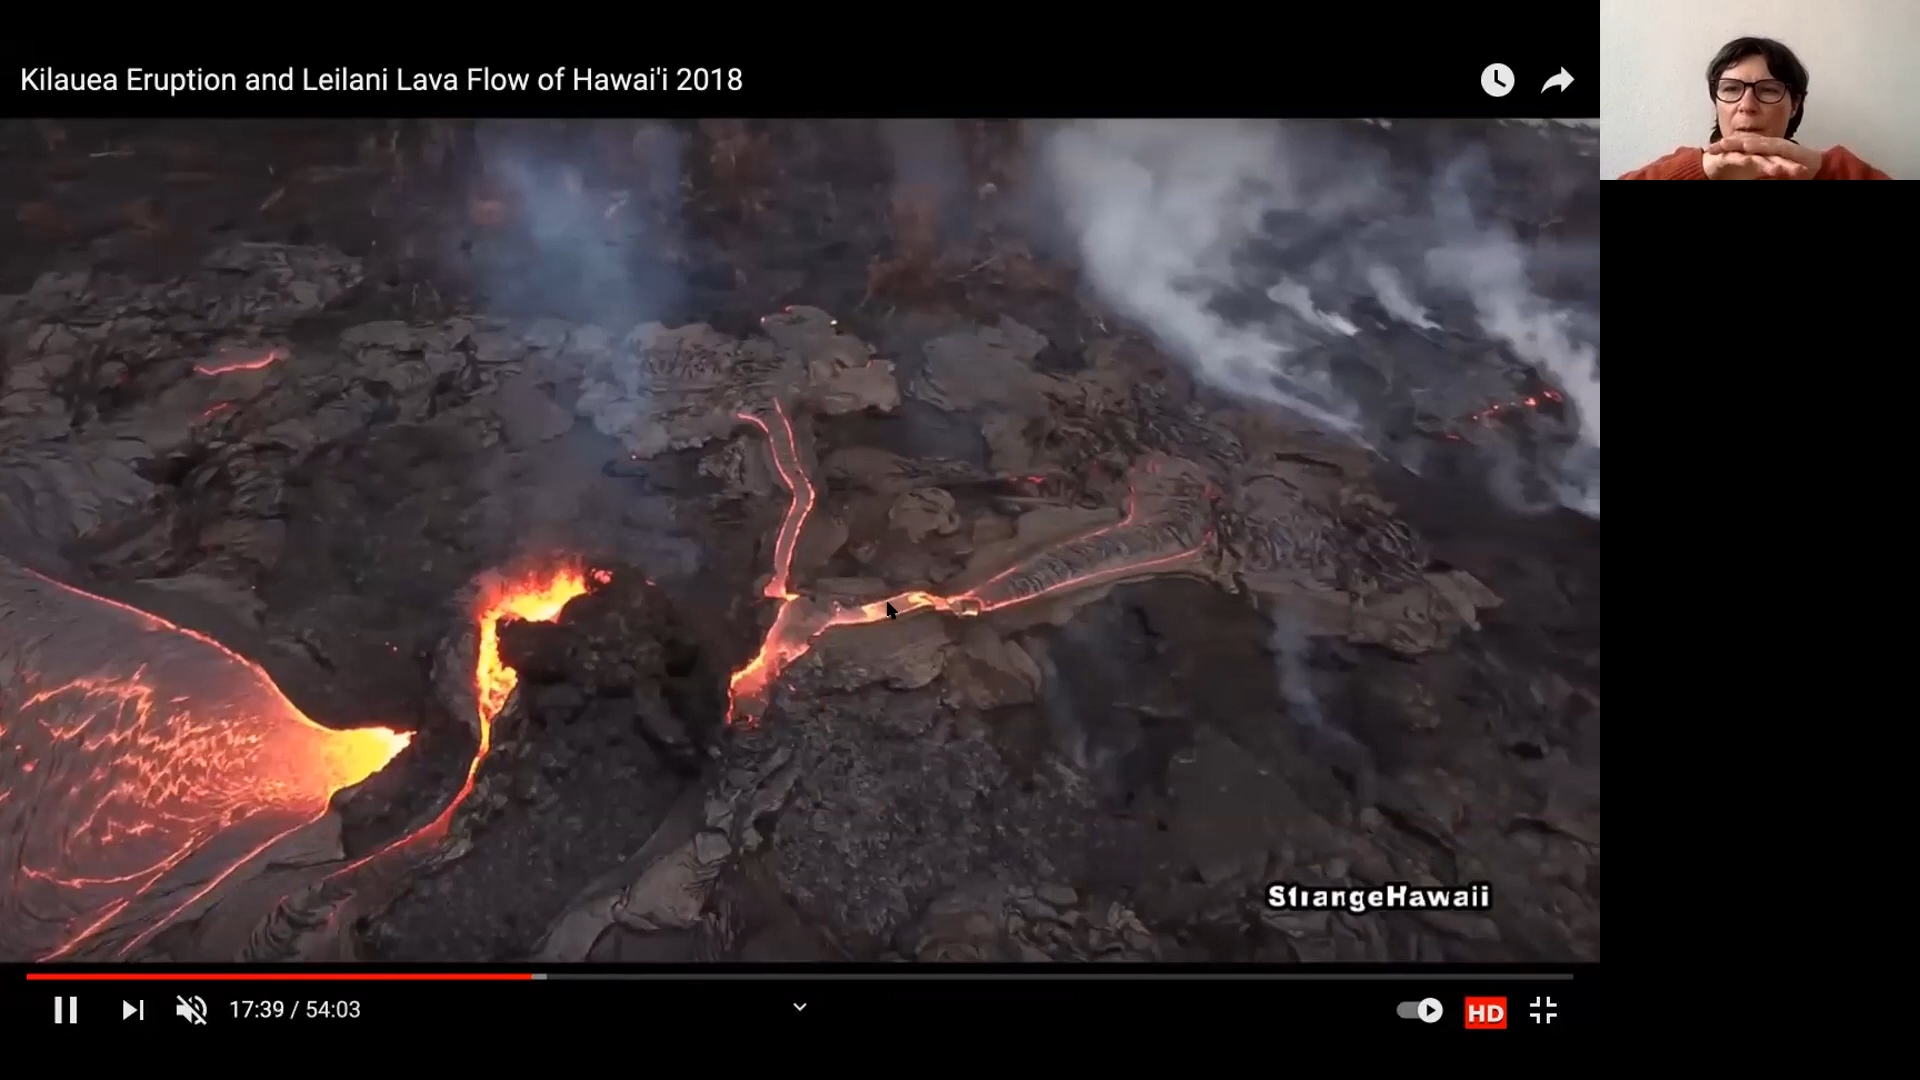 Kilauea Eruption and Leilani Lava Flow of Hawai'i 2018
StrangeHawaii
17:39 / 54:03
HD